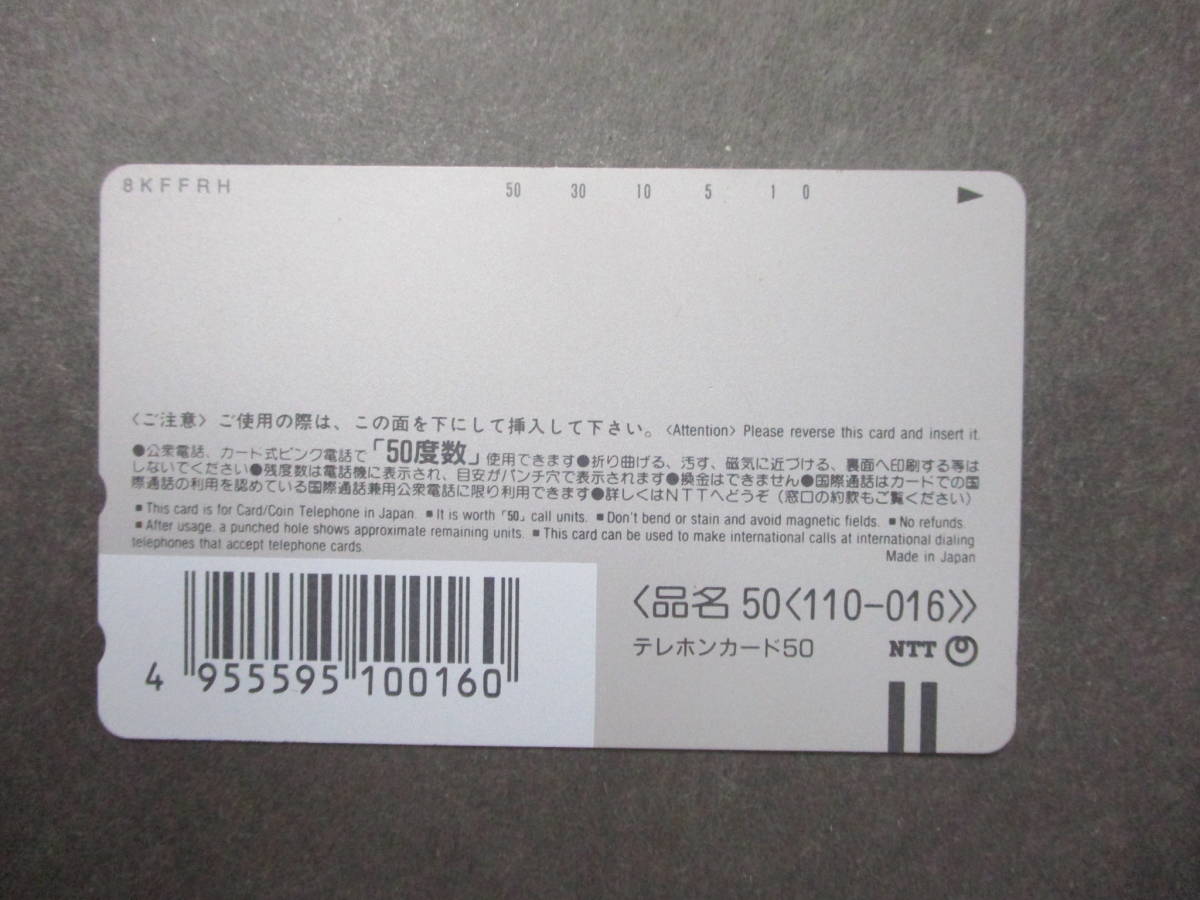 8KFFRH 50 30 10 5 1 0
〈ご注意〉ご使用の際は、この面を下にして挿入して下さい。〈Attention〉Please reverse this card and insert it.
●公衆電話、カード式ピンク電話で「50度数」使用できます●折り曲げる、汚す、磁気に近づける、裏面へ印刷する等は
しないでください●残度数は電話機に表示され、目安がパンチ穴で表示されます●換金はできません●国際通話はカードでの国
際通話の利用を認めている国際通話兼用公衆電話に限り利用できます●詳しくはNTTへどうぞ(窓口の約款もご覧ください)
■This card is for Card/Coin Telephone in Japan. ■It is worth「50」call units. ■Don't bend or stain and avoid magnetic fields. ■No refunds.
■After usage, a punched hole shows approximate remaining units. ■This card can be used to make international calls at international dialing
telephones that accept telephone cards.
Made in Japan
〈品名 50〈110-016〉〉
テレホンカード50 NTT
4 955595 100160